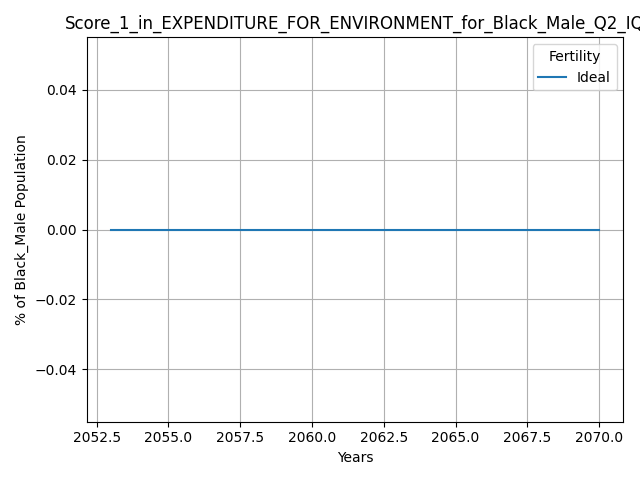 Score_1_in_EXPENDITURE_FOR_ENVIRONMENT_for_Black_Male_Q2_IQ
Fertility
Ideal
0.04
0.02
0.00
−0.02
−0.04
% of Black_Male Population
2052.5 2055.0 2057.5 2060.0 2062.5 2065.0 2067.5 2070.0
Years